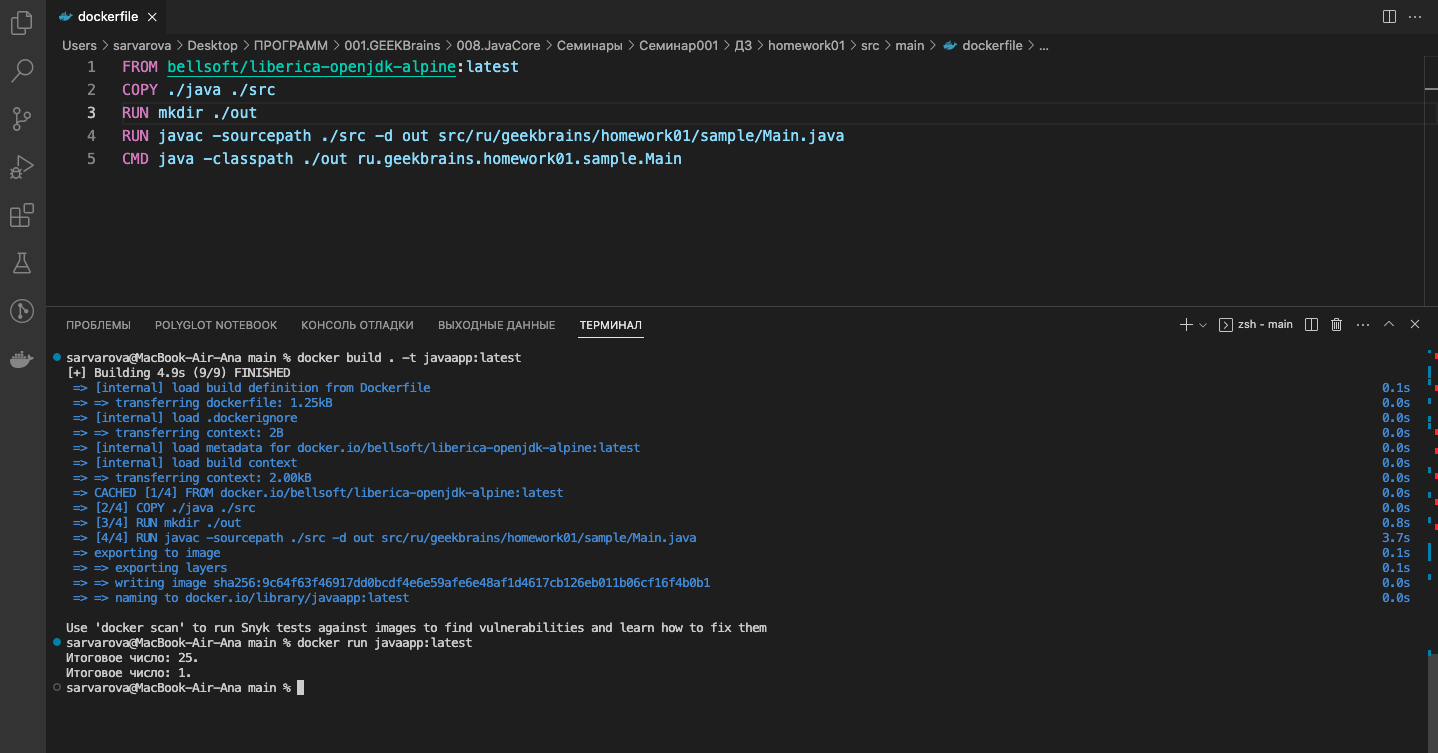 dockerfile
Users > sarvarova > Desktop > ПРОГРАММ > 001.GEEKBrains > 008.JavaCore > Семинары > Семинар001 > ДЗ > homework01 > src > main > dockerfile > ...
1 FROM bellsoft/liberica-openjdk-alpine:latest
2 COPY ./java ./src
3 RUN mkdir ./out
4 RUN javac -sourcepath ./src -d out src/ru/geekbrains/homework01/sample/Main.java
5 CMD java -classpath ./out ru.geekbrains.homework01.sample.Main
ПРОБЛЕМЫ POLYGLOT NOTEBOOK КОНСОЛЬ ОТЛАДКИ ВЫХОДНЫЕ ДАННЫЕ ТЕРМИНАЛ zsh - main
sarvarova@MacBook-Air-Ana main % docker build . -t javaapp:latest
[+] Building 4.9s (9/9) FINISHED
=> [internal] load build definition from Dockerfile 0.1s
=> => transferring dockerfile: 1.25kB 0.0s
=> [internal] load .dockerignore 0.0s
=> => transferring context: 2B 0.0s
=> [internal] load metadata for docker.io/bellsoft/liberica-openjdk-alpine:latest 0.0s
=> [internal] load build context 0.0s
=> => transferring context: 2.00kB 0.0s
=> CACHED [1/4] FROM docker.io/bellsoft/liberica-openjdk-alpine:latest 0.0s
=> [2/4] COPY ./java ./src 0.0s
=> [3/4] RUN mkdir ./out 0.8s
=> [4/4] RUN javac -sourcepath ./src -d out src/ru/geekbrains/homework01/sample/Main.java 3.7s
=> exporting to image 0.1s
=> => exporting layers 0.1s
=> => writing image sha256:9c64f63f46917dd0bcdf4e6e59afe6e48af1d4617cb126eb011b06cf16f4b0b1 0.0s
=> => naming to docker.io/library/javaapp:latest 0.0s
Use 'docker scan' to run Snyk tests against images to find vulnerabilities and learn how to fix them
sarvarova@MacBook-Air-Ana main % docker run javaapp:latest
Итоговое число: 25.
Итоговое число: 1.
sarvarova@MacBook-Air-Ana main %